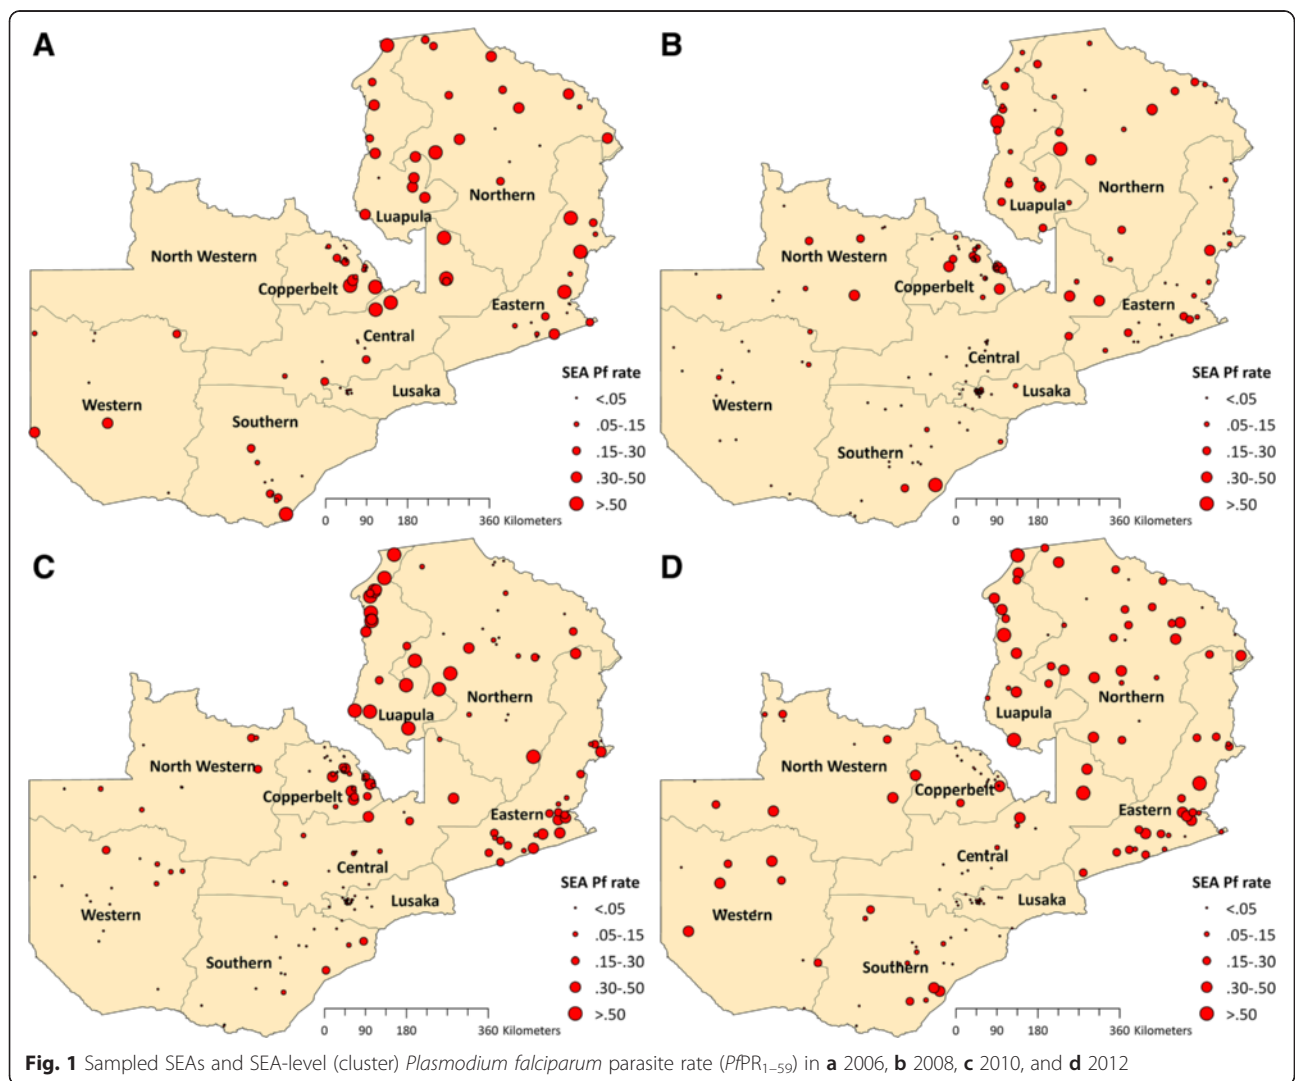 A
North Western
Copperbelt
Luapula
Northern
Eastern
Central
Lusaka
Western
Southern
SEA Pf rate
<.05
.05-.15
.15-.30
.30-.50
>.50
0 90 180 360 Kilometers
B
North Western
Copperbelt
Luapula
Northern
Eastern
Central
Lusaka
Western
Southern
SEA Pf rate
<.05
.05-.15
.15-.30
.30-.50
>.50
0 90 180 360 Kilometers
C
North Western
Copperbelt
Luapula
Northern
Eastern
Central
Lusaka
Western
Southern
SEA Pf rate
<.05
.05-.15
.15-.30
.30-.50
>.50
0 90 180 360 Kilometers
D
North Western
Copperbelt
Luapula
Northern
Eastern
Central
Lusaka
Western
Southern
SEA Pf rate
<.05
.05-.15
.15-.30
.30-.50
>.50
0 90 180 360 Kilometers
Fig. 1 Sampled SEAs and SEA-level (cluster) Plasmodium falciparum parasite rate (PfPR1–59) in a 2006, b 2008, c 2010, and d 2012